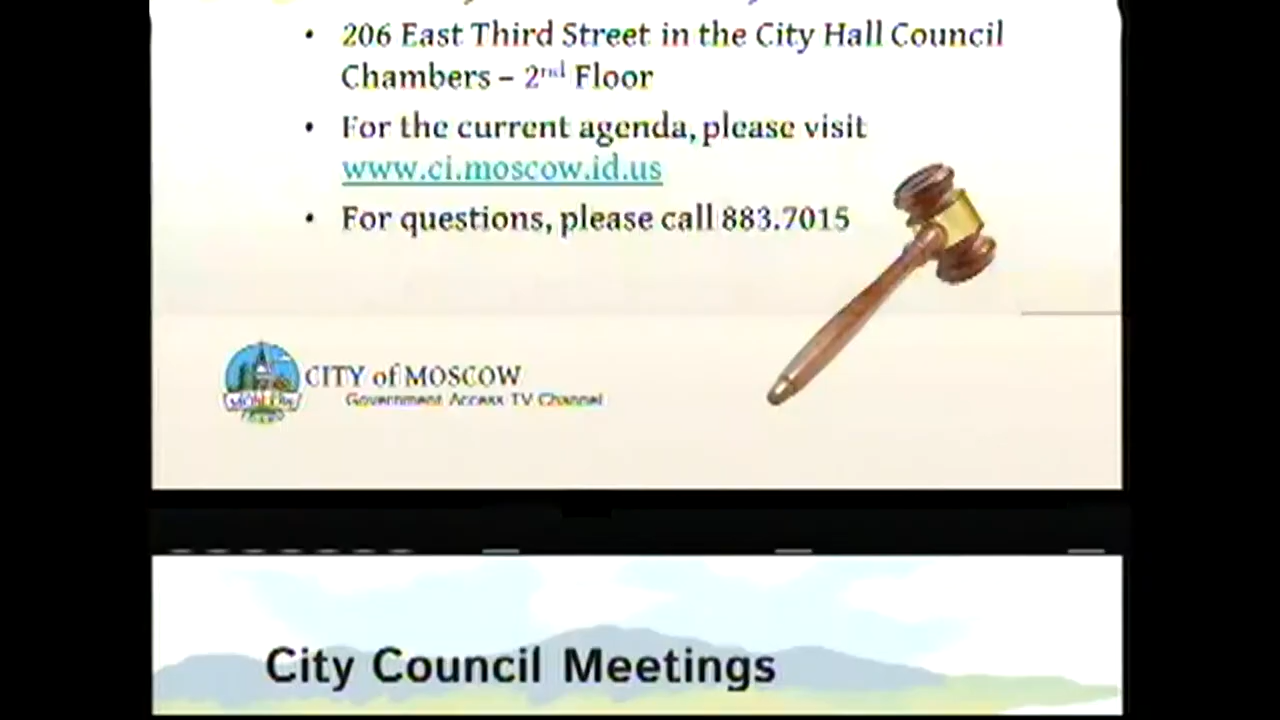 • 206 East Third Street in the City Hall Council
Chambers – 2nd Floor
• For the current agenda, please visit
www.ci.moscow.id.us
• For questions, please call 883.7015
CITY of MOSCOW
Government Access TV Channel
City Council Meetings